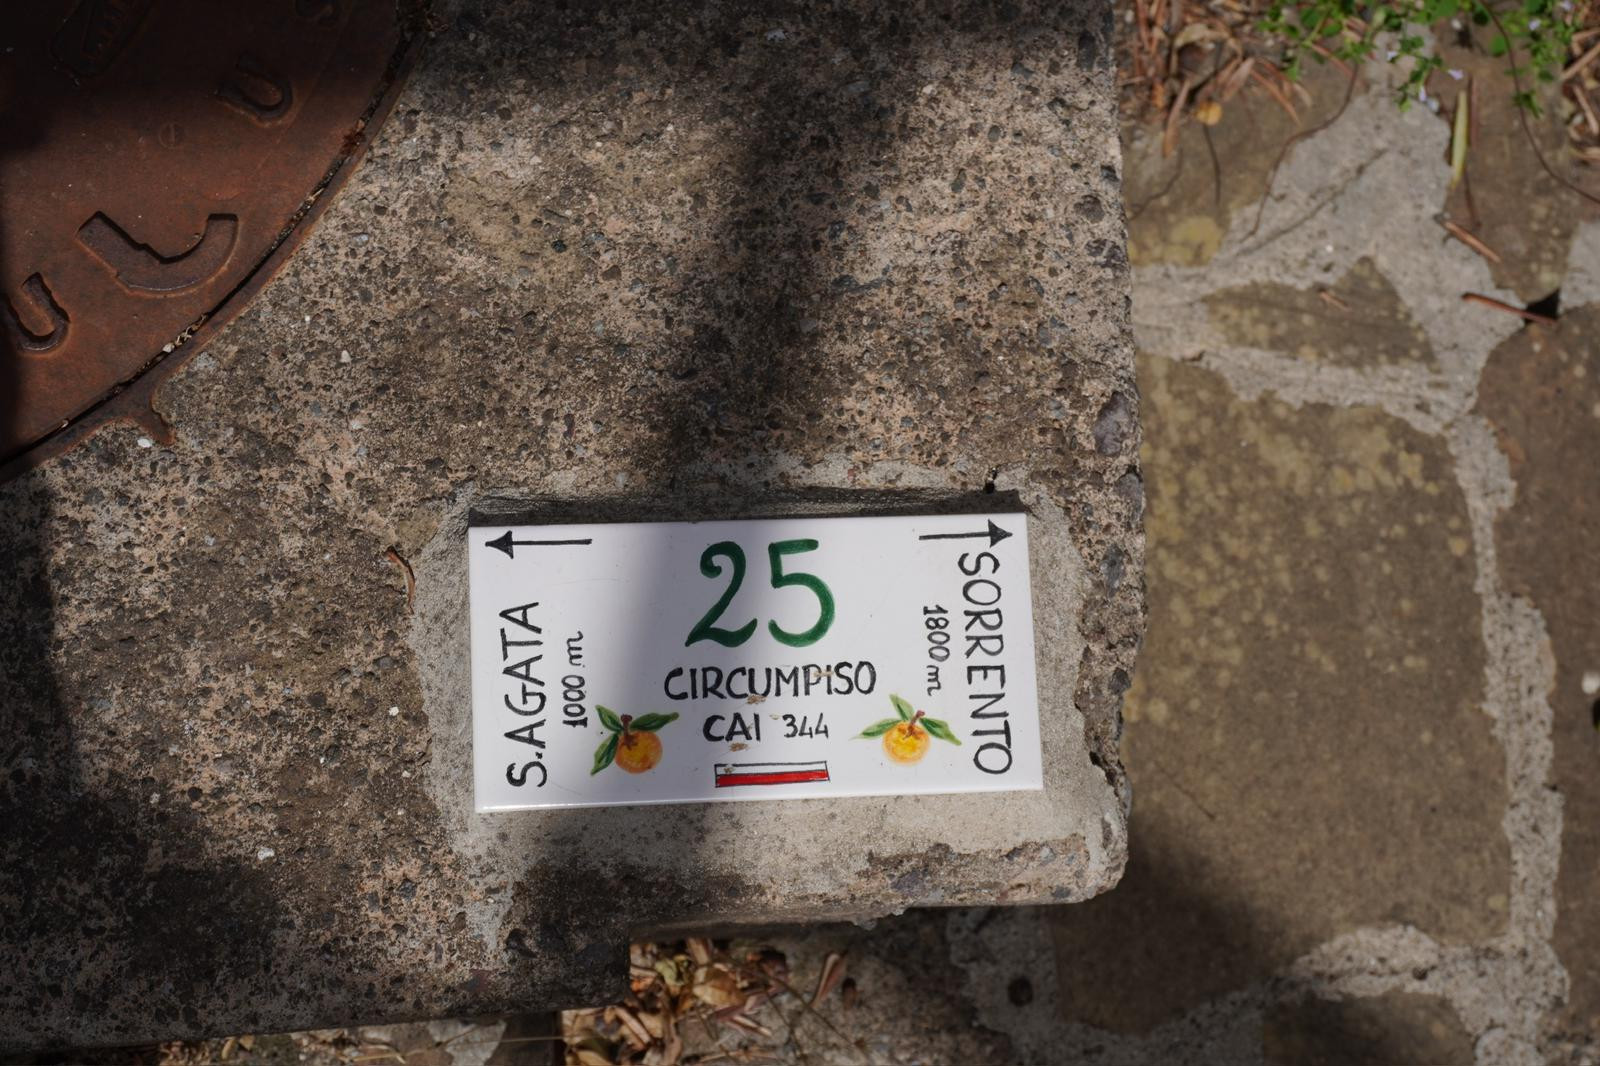 25
CIRCUMPISO
CAI 344
S.AGATA
1000 m
SORRENTO
1800 m